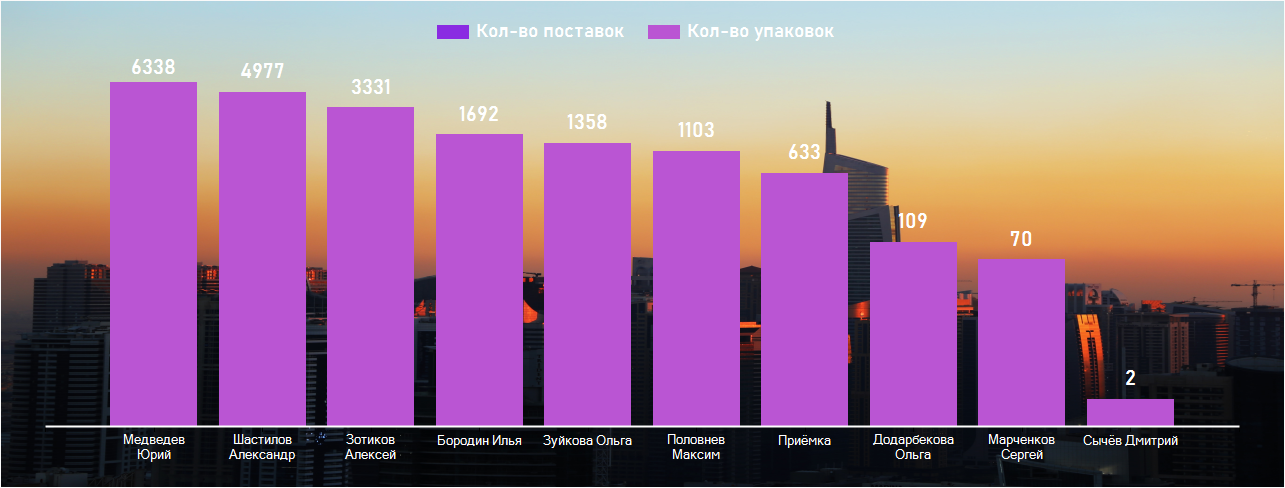 Кол-во поставок Кол-во упаковок
6338 4977 3331 1692 1358 1103 633 109 70 2
Медведев Юрий
Шастилов Александр
Зотиков Алексей
Бородин Илья
Зуйкова Ольга
Половнев Максим
Приёмка
Додарбекова Ольга
Марченков Сергей
Сычёв Дмитрий